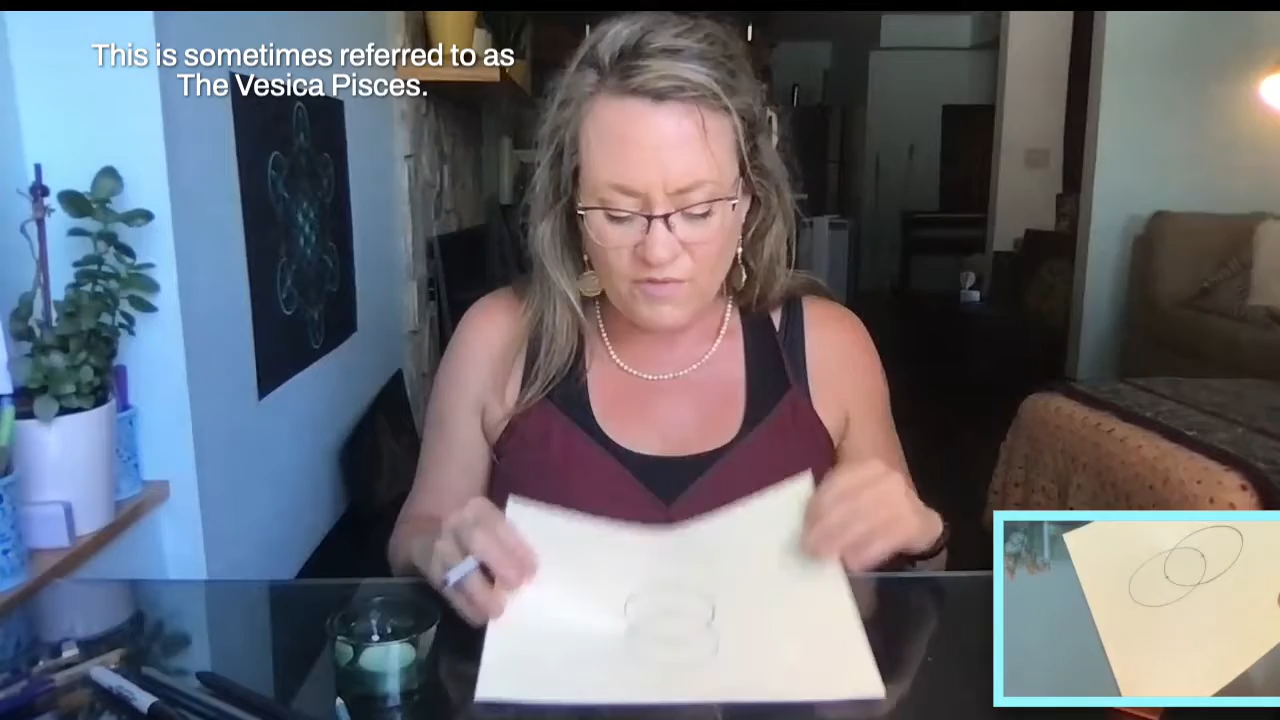 This is sometimes referred to as
The Vesica Pisces.